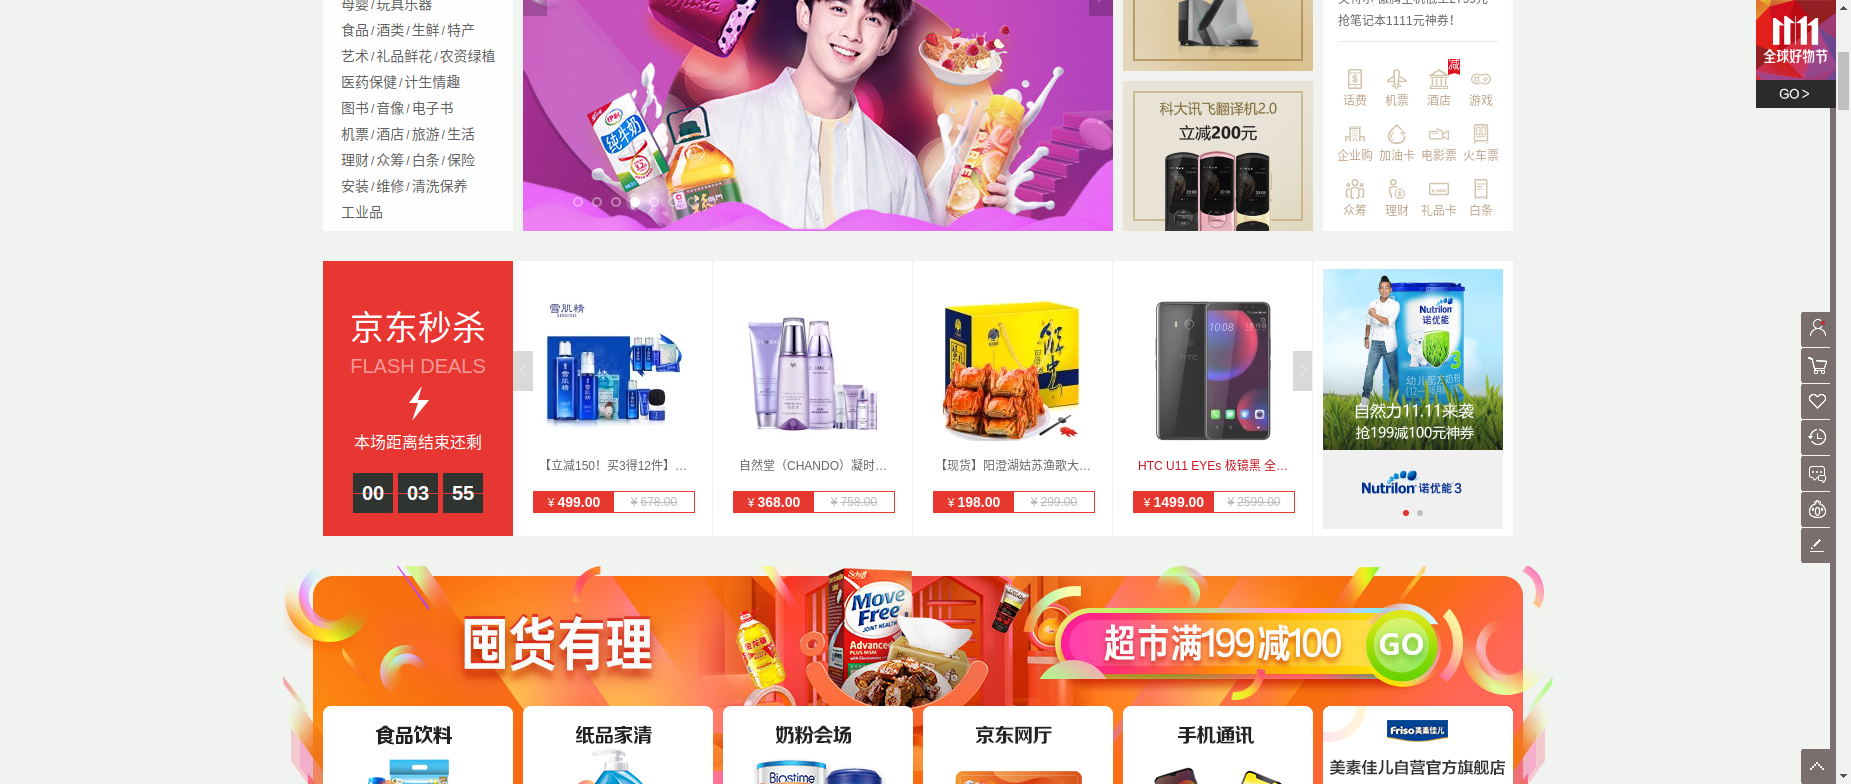 母婴/玩具乐器
食品/酒类/生鲜/特产
艺术/礼品鲜花/农资绿植
医药保健/计生情趣
图书/音像/电子书
机票/酒店/旅游/生活
理财/众筹/白条/保险
安装/维修/清洗保养
工业品
伊利
纯牛奶
科大讯飞翻译机2.0
立减200元
抢笔记本1111元神券！
减
话费 机票 酒店 游戏
企业购 加油卡 电影票 火车票
众筹 理财 礼品卡 白条
11.11
全球好物节
GO >
京东秒杀
FLASH DEALS
本场距离结束还剩
00 03 55
雪肌精
【立减150！买3得12件】...
¥ 499.00 ¥ 678.00
自然堂（CHANDO）凝时...
¥ 368.00 ¥ 758.00
【现货】阳澄湖姑苏渔歌大...
¥ 198.00 ¥ 299.00
10:08
HTC
HTC U11 EYEs 极镜黑 全...
¥ 1499.00 ¥ 2599.00
Nutrilon
诺优能
3
自然力11.11来袭
抢199减100元神券
Nutrilon 诺优能 3
囤货有理
Schiff
Move Free
JOINT HEALTH
Advanced
超市满199减100
GO
食品饮料
纸品家清
奶粉会场
Biostime
京东网厅
手机通讯
Friso美素佳儿
美素佳儿自营官方旗舰店